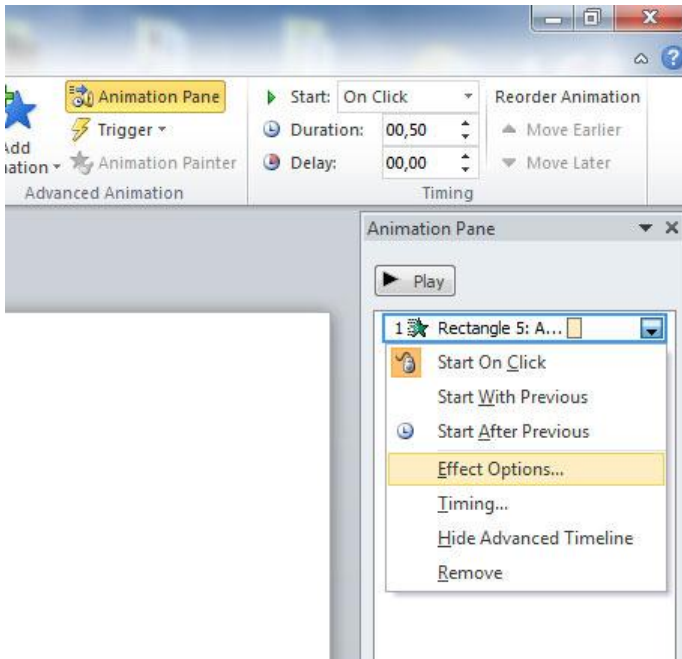 Animation Pane
Start: On Click
Reorder Animation
Trigger
Duration: 00,50
Move Earlier
Animation Painter
Delay: 00,00
Move Later
Advanced Animation
Timing
Animation Pane
Play
1 Rectangle 5: A...
Start On Click
Start With Previous
Start After Previous
Effect Options...
Timing...
Hide Advanced Timeline
Remove